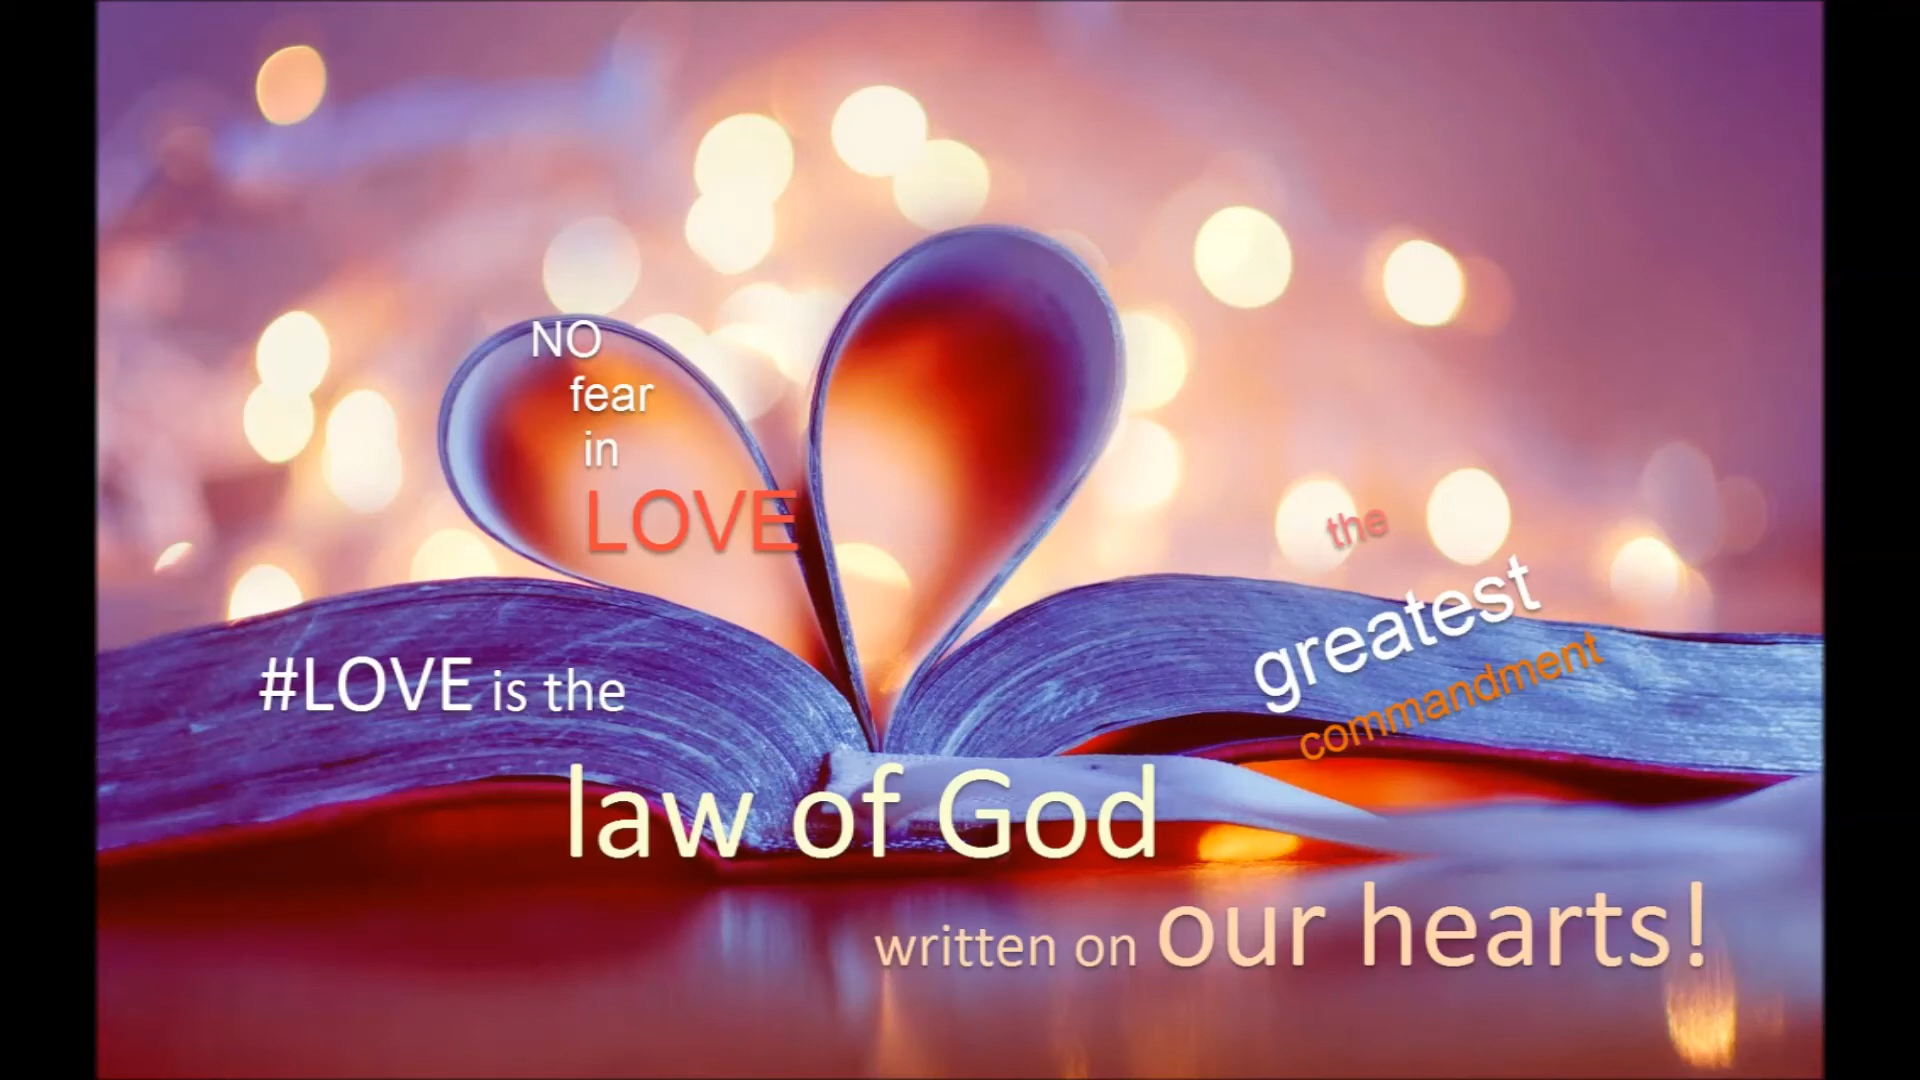 NO
fear
in
LOVE
the
greatest
commandment
#LOVE is the
law of God
written on our hearts!